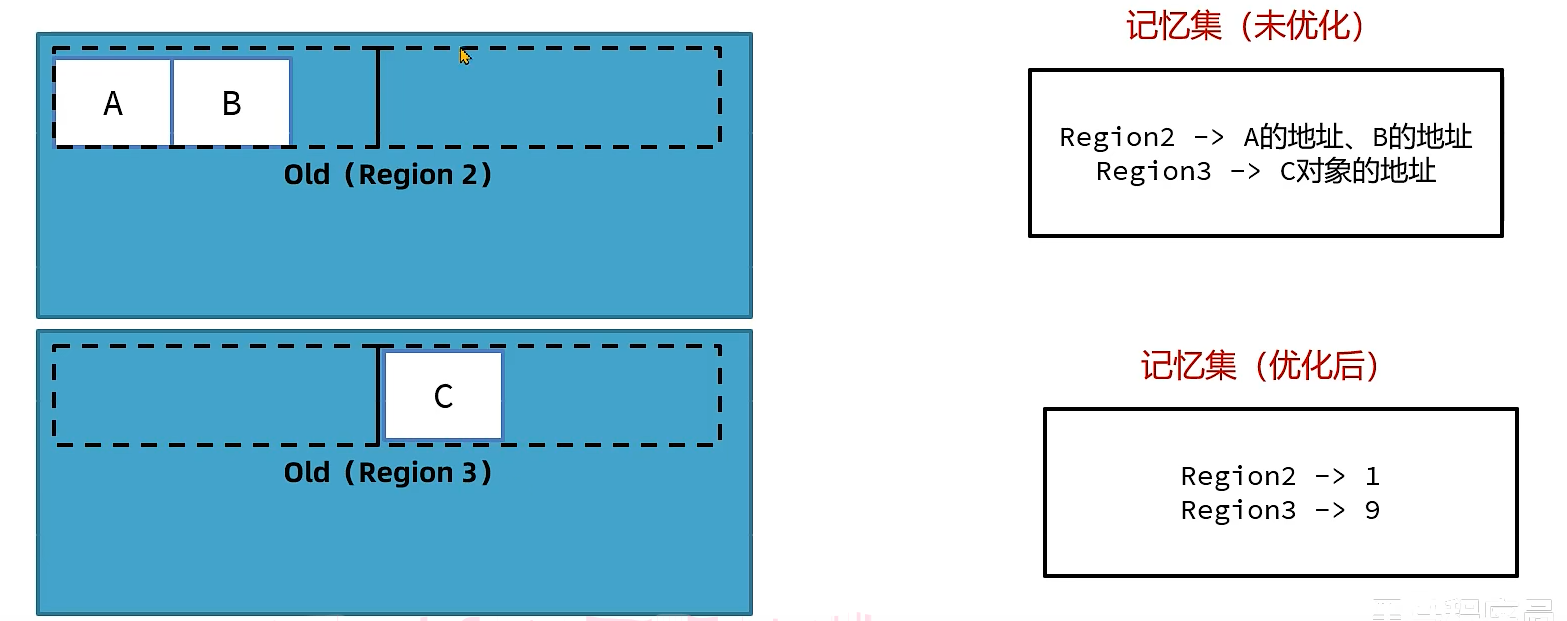 记忆集（未优化）
A
B
Region2 -> A的地址、B的地址
Region3 -> C对象的地址
Old（Region 2）
记忆集（优化后）
C
Old（Region 3）
Region2 -> 1
Region3 -> 9